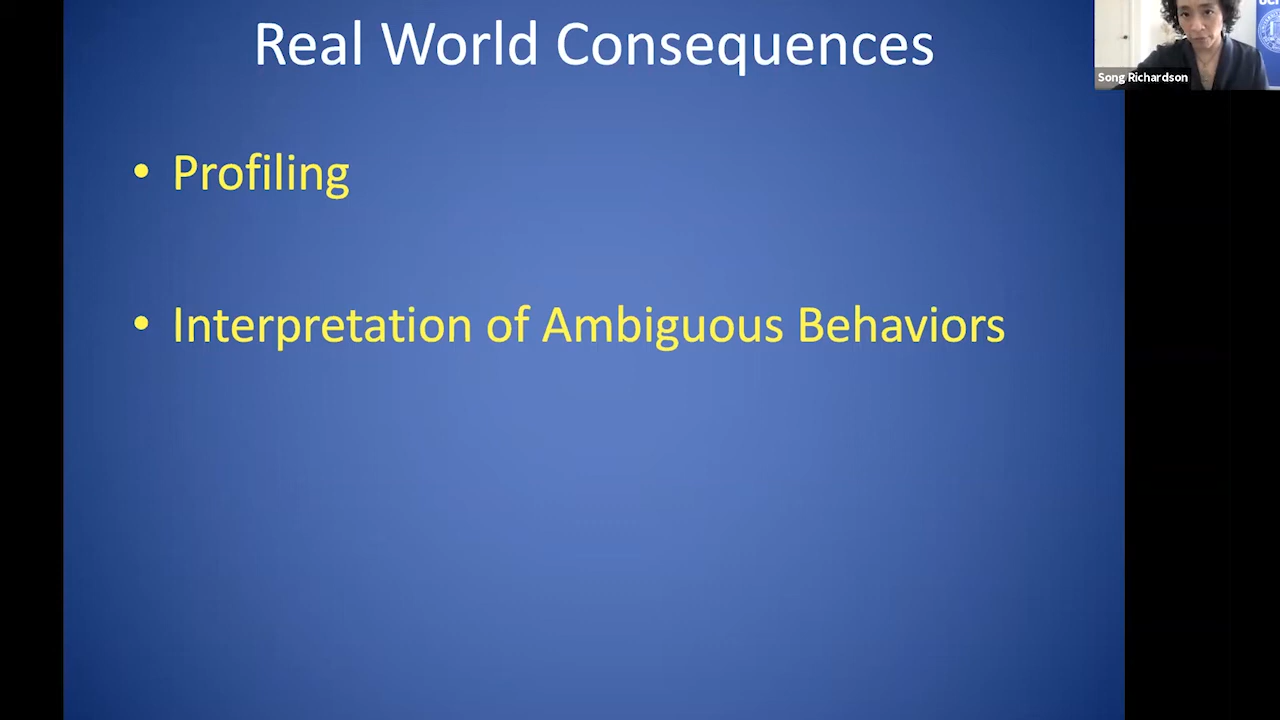 Real World Consequences
Song Richardson
• Profiling
• Interpretation of Ambiguous Behaviors